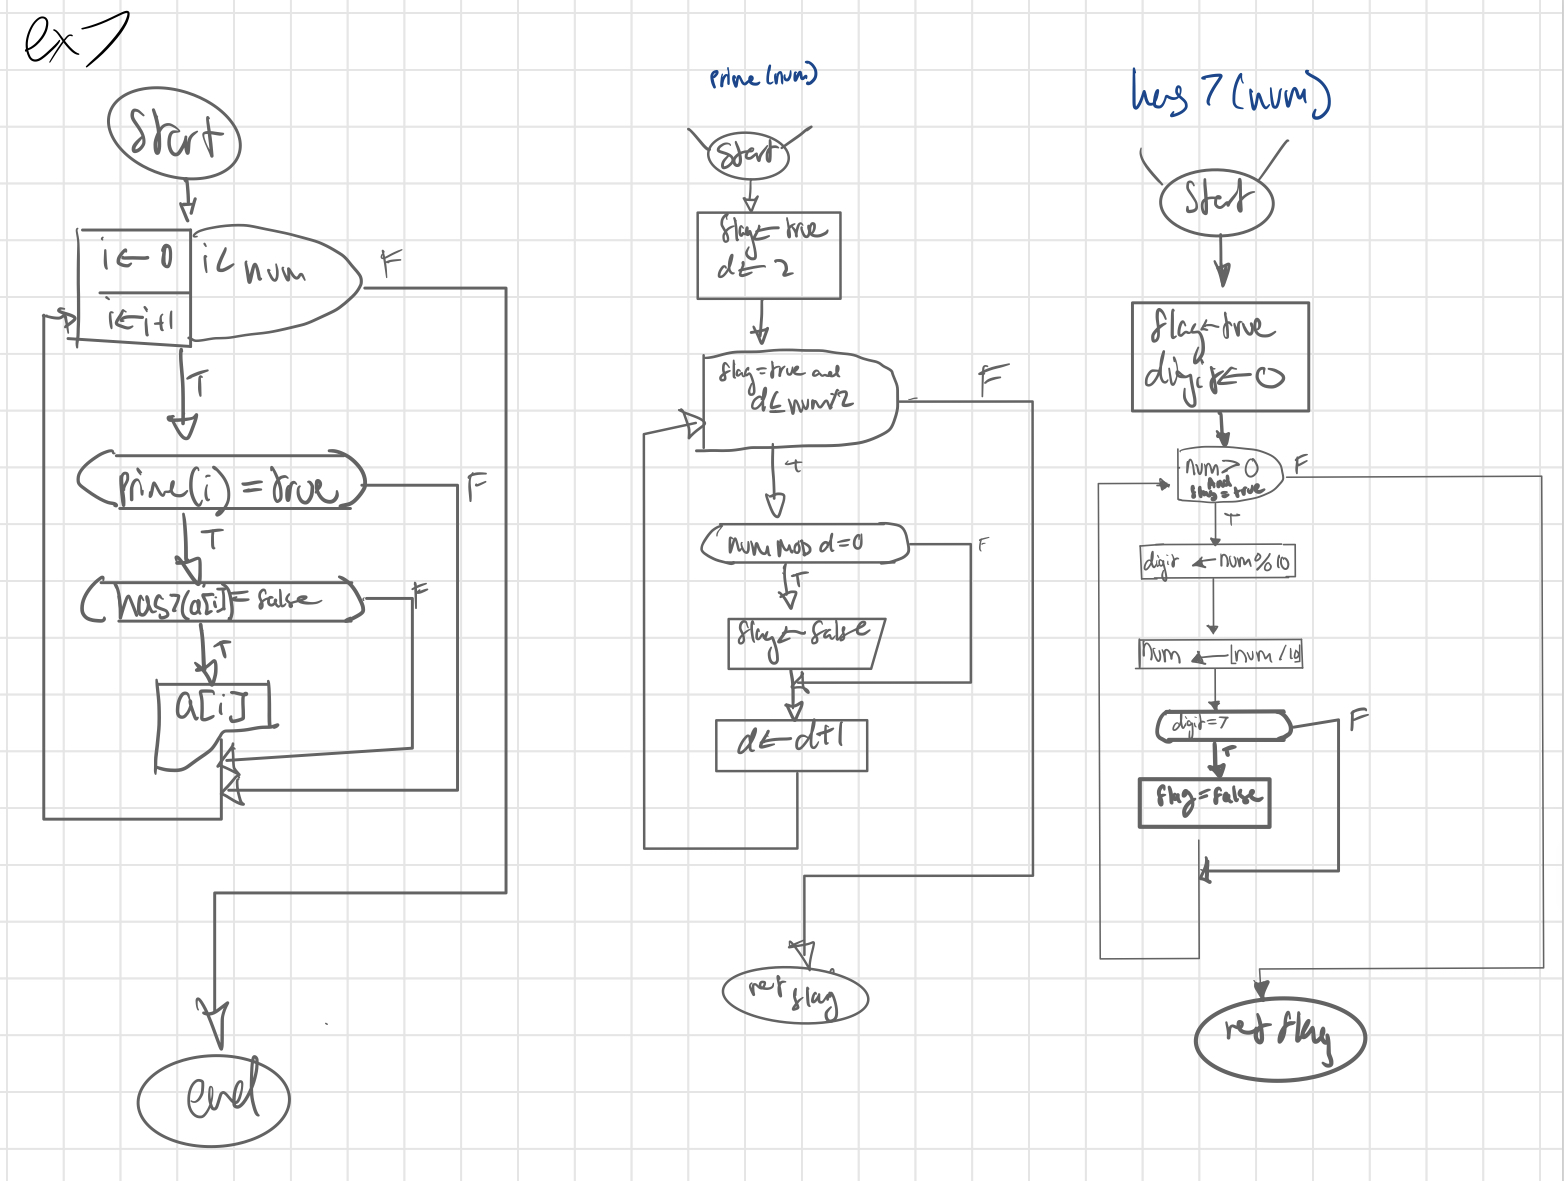 ex7
start
i ← 0
i < num
F
i ← i+1
T
Prime(i) = true
F
T
has7(a[i]) = false
F
T
a[i]
end
prime(num)
start
flag ← true
d ← 2
flag = true and
d ≤ num/2
F
t
num MOD d = 0
F
T
flag ← false
d ← d+1
ret flag
has 7(num)
start
flag ← true
digit ← 0
num > 0
And
flag = true
F
T
digit ← num % 10
num ← ⌊num / 10⌋
digit = 7
F
T
flag = false
ret flag